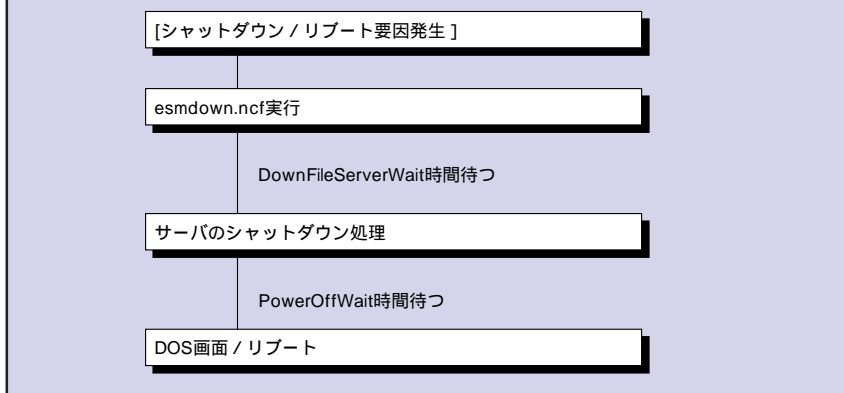 [シャットダウン / リブート要因発生 ]
esmdown.ncf実行
DownFileServerWait時間待つ
サーバのシャットダウン処理
PowerOffWait時間待つ
DOS画面 / リブート